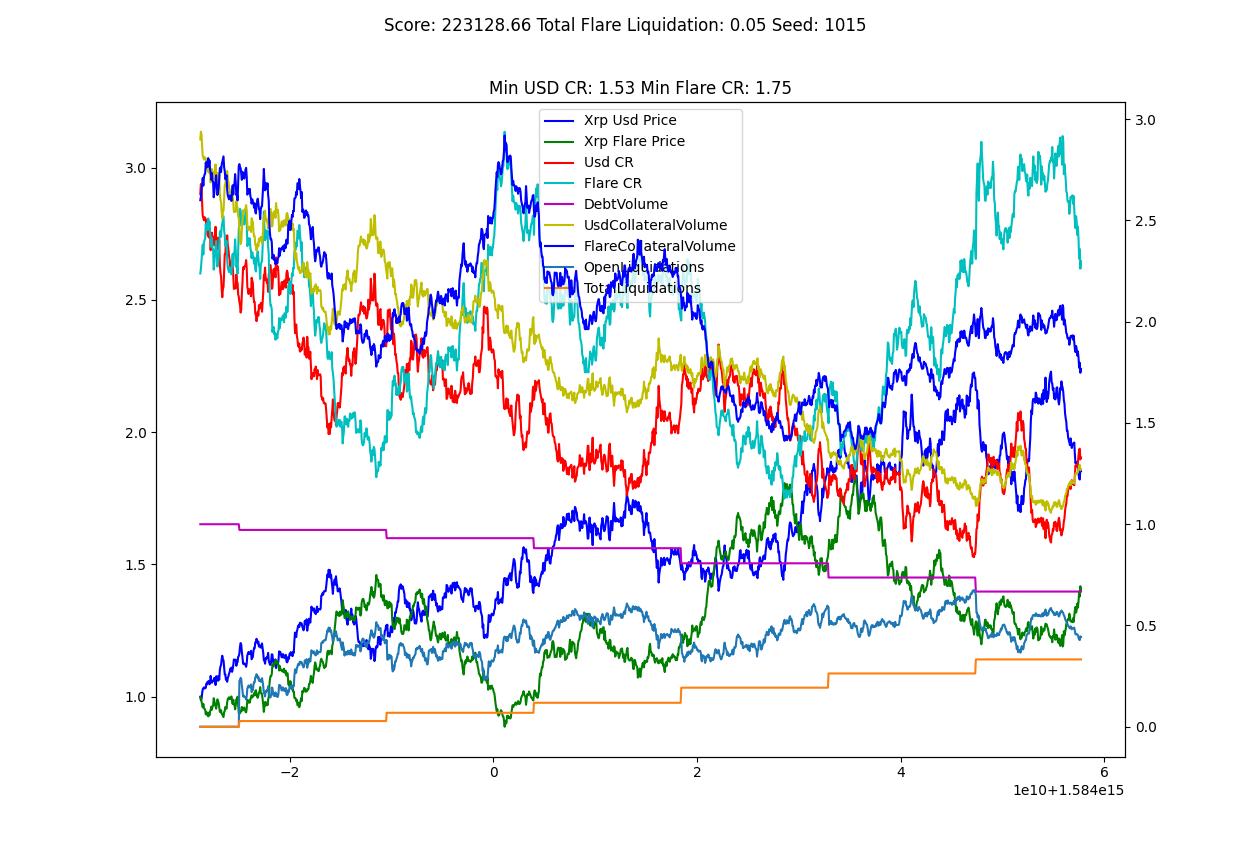 Score: 223128.66 Total Flare Liquidation: 0.05 Seed: 1015
Min USD CR: 1.53 Min Flare CR: 1.75
Xrp Usd Price
Xrp Flare Price
Usd CR
Flare CR
DebtVolume
UsdCollateralVolume
FlareCollateralVolume
OpenLiquidations
TotalLiquidations
3.0
2.5
2.0
1.5
1.0
3.0
2.5
2.0
1.5
1.0
0.5
0.0
−2
0
2
4
6
1e10+1.584e15